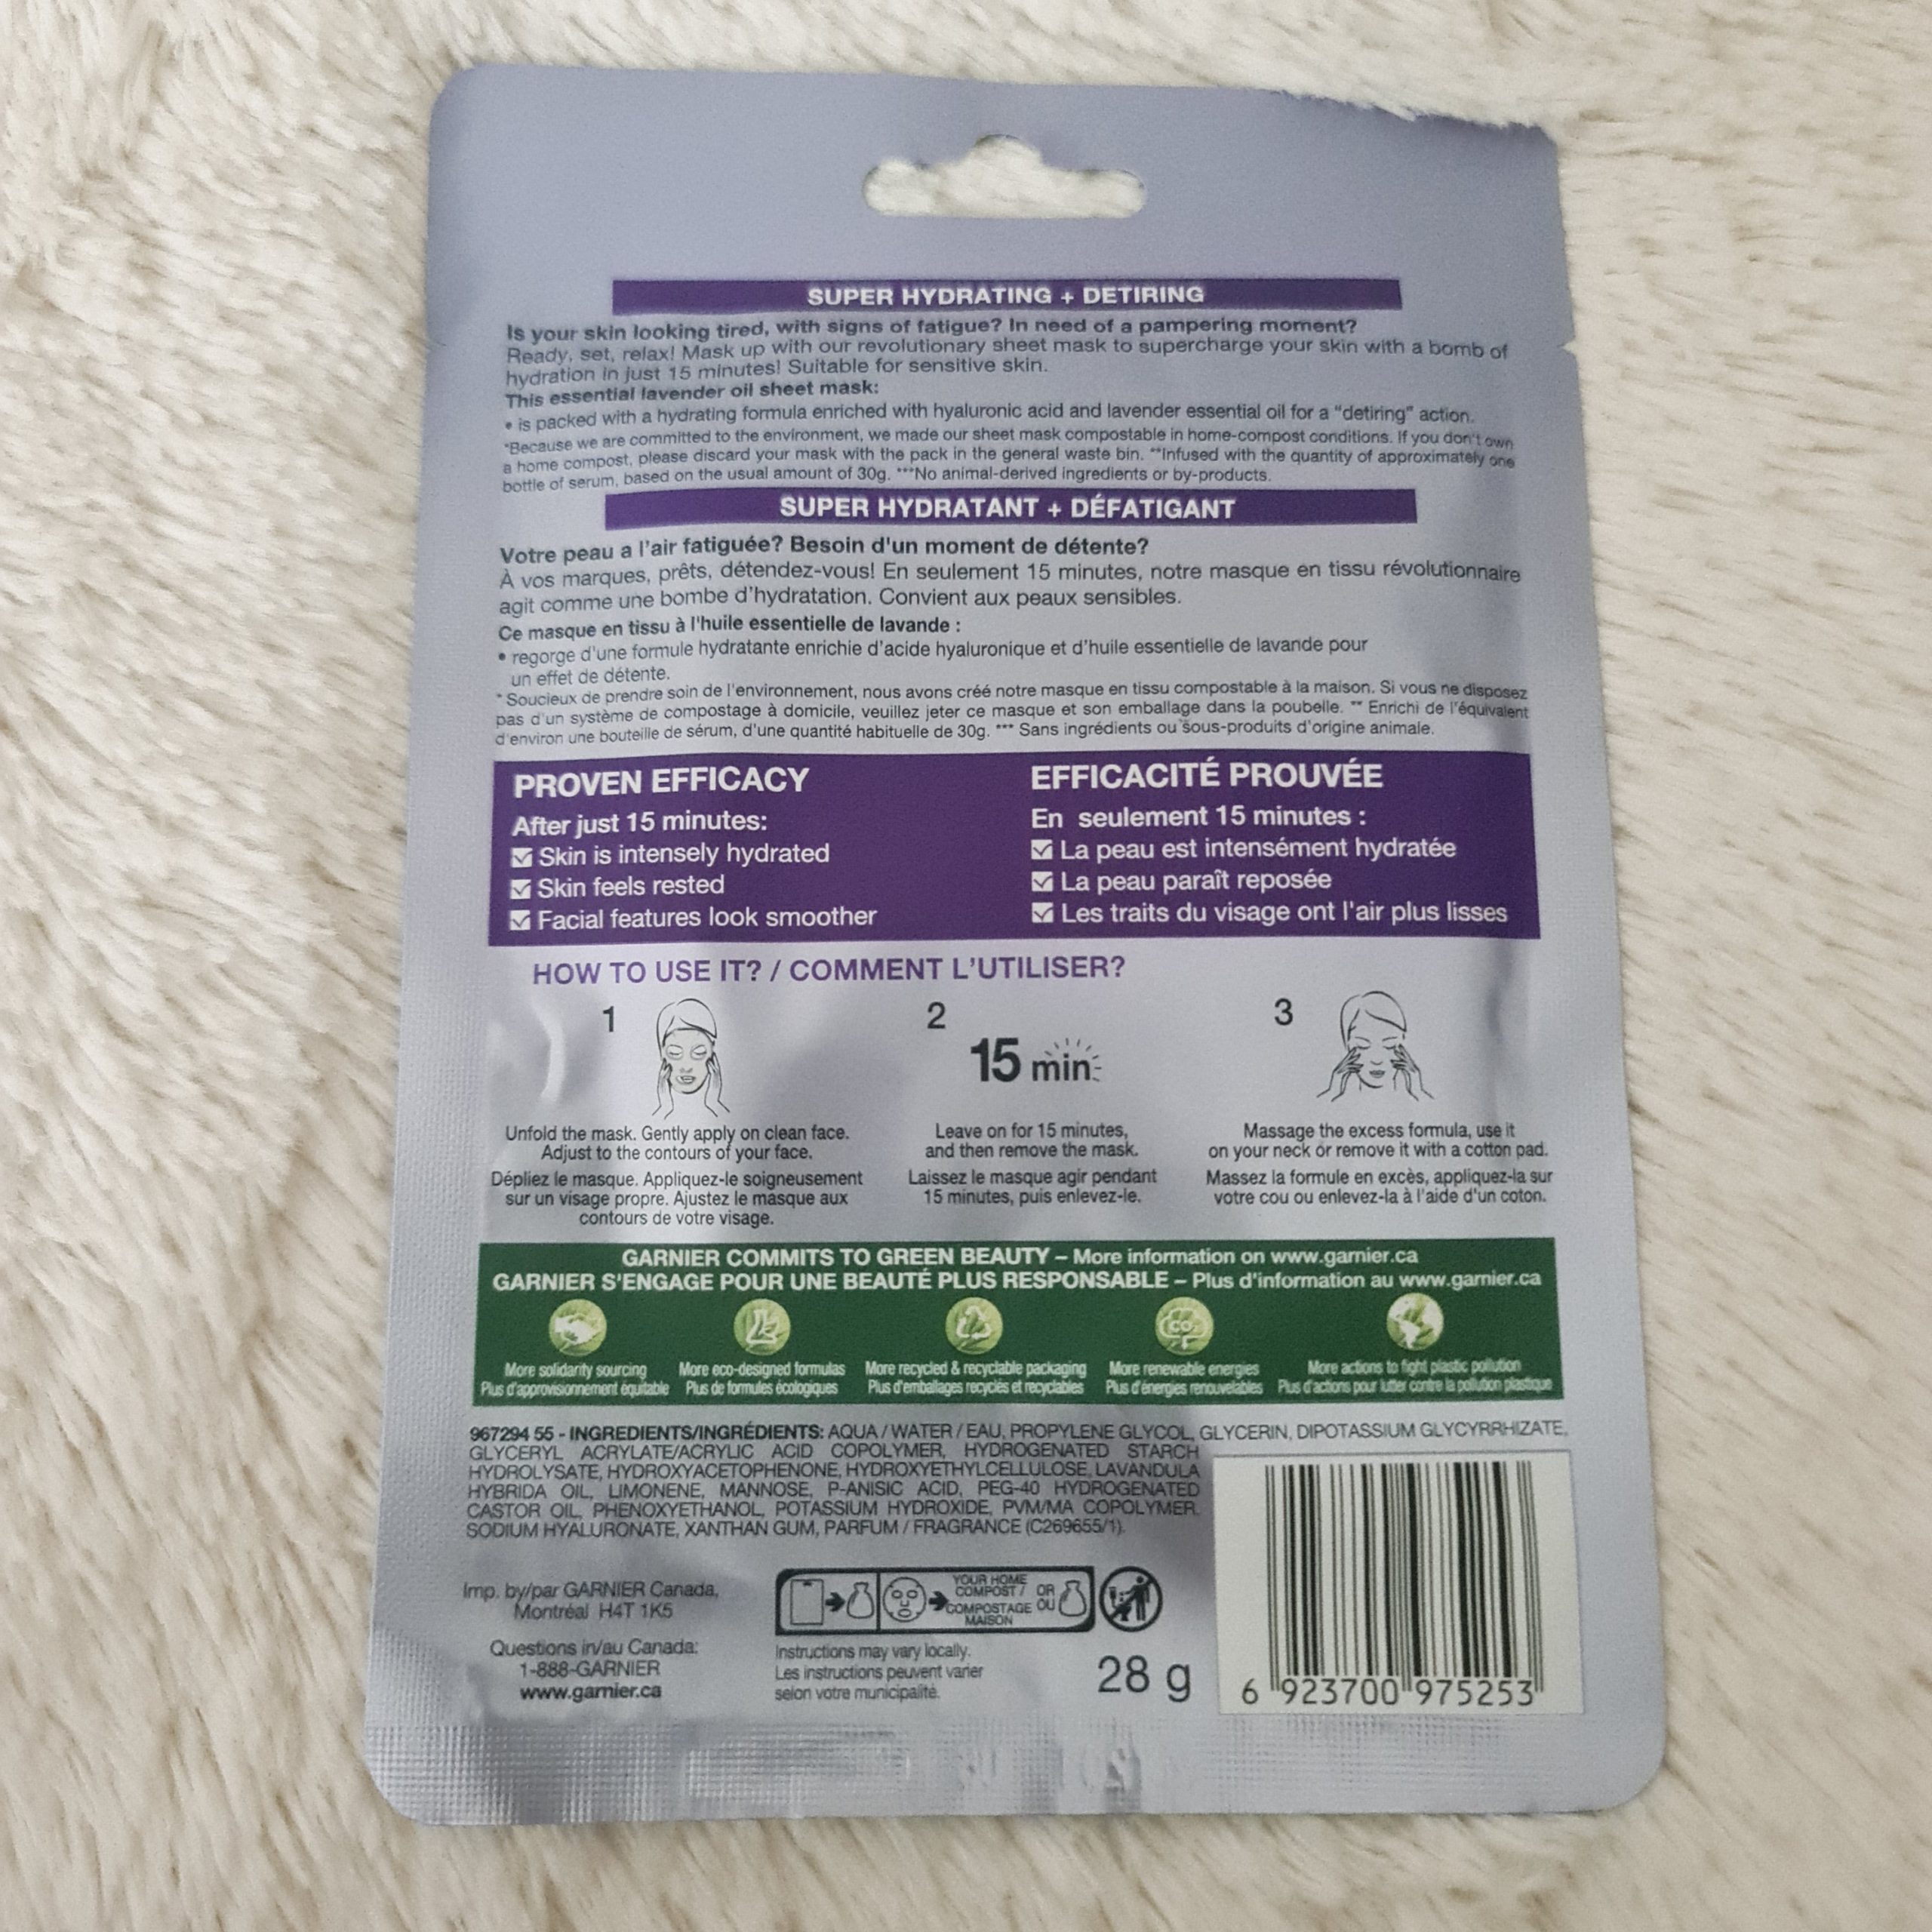 SUPER HYDRATING + DETIRING
Is your skin looking tired, with signs of fatigue? In need of a pampering moment?
Ready, set, relax! Mask up with our revolutionary sheet mask to supercharge your skin with a bomb of
hydration in just 15 minutes! Suitable for sensitive skin.
This essential lavender oil sheet mask:
• is packed with a hydrating formula enriched with hyaluronic acid and lavender essential oil for a "detiring" action.
*Because we are committed to the environment, we made our sheet mask compostable in home-compost conditions. If you don't own
a home compost, please discard your mask with the pack in the general waste bin. **Infused with the quantity of approximately one
bottle of serum, based on the usual amount of 30g. ***No animal-derived ingredients or by-products.
SUPER HYDRATANT + DÉFATIGANT
Votre peau a l'air fatiguée? Besoin d'un moment de détente?
À vos marques, prêts, détendez-vous! En seulement 15 minutes, notre masque en tissu révolutionnaire
agit comme une bombe d'hydratation. Convient aux peaux sensibles.
Ce masque en tissu à l'huile essentielle de lavande :
• regorge d'une formule hydratante enrichie d'acide hyaluronique et d'huile essentielle de lavande pour
un effet de détente.
* Soucieux de prendre soin de l'environnement, nous avons créé notre masque en tissu compostable à la maison. Si vous ne disposez
pas d'un système de compostage à domicile, veuillez jeter ce masque et son emballage dans la poubelle. ** Enrichi de l'équivalent
d'environ une bouteille de sérum, d'une quantité habituelle de 30g. *** Sans ingrédients ou sous-produits d'origine animale.
PROVEN EFFICACY
After just 15 minutes:
Skin is intensely hydrated
Skin feels rested
Facial features look smoother
EFFICACITÉ PROUVÉE
En seulement 15 minutes :
La peau est intensément hydratée
La peau paraît reposée
Les traits du visage ont l'air plus lisses
HOW TO USE IT? / COMMENT L'UTILISER?
1
Unfold the mask. Gently apply on clean face.
Adjust to the contours of your face.
Dépliez le masque. Appliquez-le soigneusement
sur un visage propre. Ajustez le masque aux
contours de votre visage.
2
15 min
Leave on for 15 minutes,
and then remove the mask.
Laissez le masque agir pendant
15 minutes, puis enlevez-le.
3
Massage the excess formula, use it
on your neck or remove it with a cotton pad.
Massez la formule en excès, appliquez-la sur
votre cou ou enlevez-la à l'aide d'un coton.
GARNIER COMMITS TO GREEN BEAUTY – More information on www.garnier.ca
GARNIER S'ENGAGE POUR UNE BEAUTÉ PLUS RESPONSABLE – Plus d'information au www.garnier.ca
More solidarity sourcing
Plus d'approvisionnement équitable
More eco-designed formulas
Plus de formules écologiques
More recycled & recyclable packaging
Plus d'emballages recyclés et recyclables
CO2
More renewable energies
Plus d'énergies renouvelables
More actions to fight plastic pollution
Plus d'actions pour lutter contre la pollution plastique
967294 55 - INGREDIENTS/INGRÉDIENTS: AQUA / WATER / EAU, PROPYLENE GLYCOL, GLYCERIN, DIPOTASSIUM GLYCYRRHIZATE,
GLYCERYL ACRYLATE/ACRYLIC ACID COPOLYMER, HYDROGENATED STARCH
HYDROLYSATE, HYDROXYACETOPHENONE, HYDROXYETHYLCELLULOSE, LAVANDULA
HYBRIDA OIL, LIMONENE, MANNOSE, P-ANISIC ACID, PEG-40 HYDROGENATED
CASTOR OIL, PHENOXYETHANOL, POTASSIUM HYDROXIDE, PVM/MA COPOLYMER,
SODIUM HYALURONATE, XANTHAN GUM, PARFUM / FRAGRANCE (C269655/1).
Imp. by/par GARNIER Canada,
Montréal H4T 1K5
Questions in/au Canada:
1-888-GARNIER
www.garnier.ca
YOUR HOME
COMPOST /
COMPOSTAGE
MAISON
OR
OU
Instructions may vary locally.
Les instructions peuvent varier
selon votre municipalité.
28 g
6 923700 975253